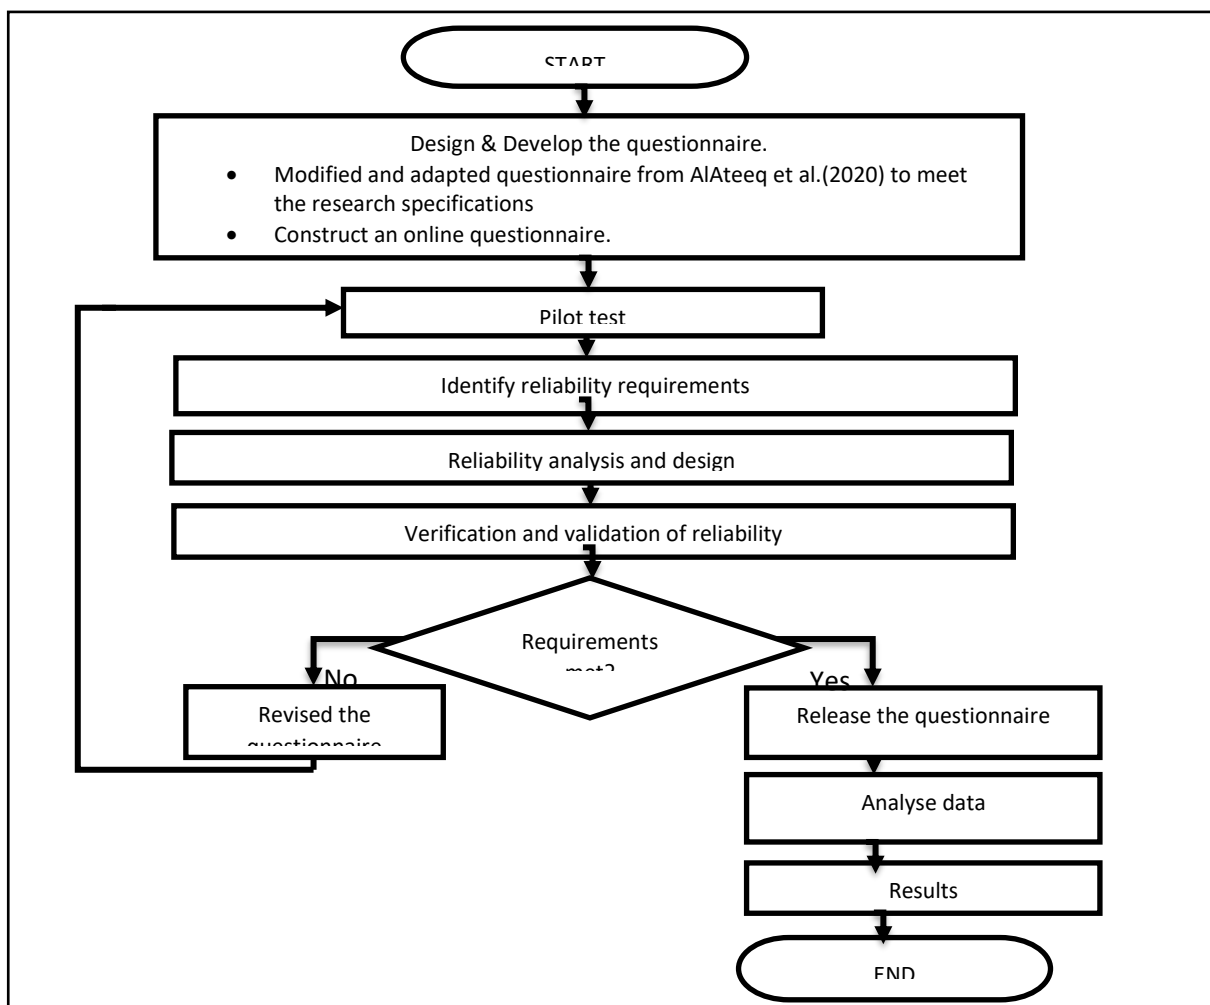 START
Design & Develop the questionnaire.
• Modified and adapted questionnaire from AlAteeq et al.(2020) to meet
the research specifications
• Construct an online questionnaire.
Pilot test
Identify reliability requirements
Reliability analysis and design
Verification and validation of reliability
Requirements
met?
No
Yes
Revised the
questionnaire
Release the questionnaire
Analyse data
Results
END